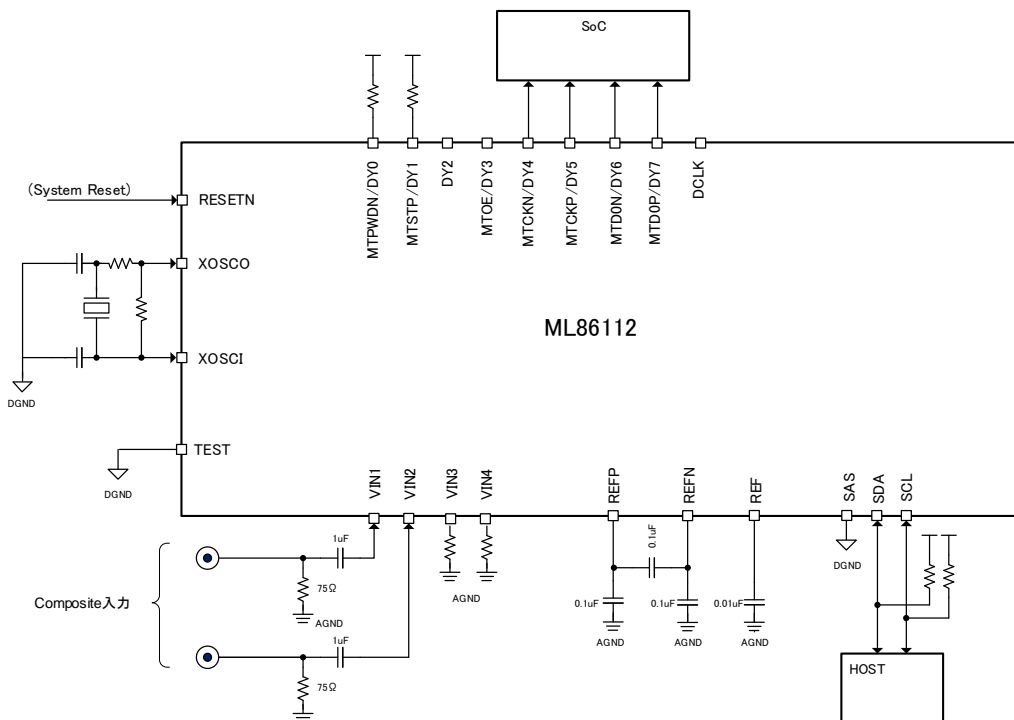 SoC
MTPWDN/DY0
MTSTP/DY1
DY2
MTOE/DY3
MTCKN/DY4
MTCKP/DY5
MTD0N/DY6
MTD0P/DY7
DCLK
(System Reset)
RESETN
XOSCO
ML86112
XOSCI
DGND
TEST
DGND
VIN1
VIN2
VIN3
VIN4
REFP
REFN
REF
SAS
SDA
SCL
1uF
0.1uF
DGND
75Ω
AGND
AGND
0.1uF
0.1uF
0.01uF
Composite入力
AGND
AGND
AGND
1uF
HOST
75Ω